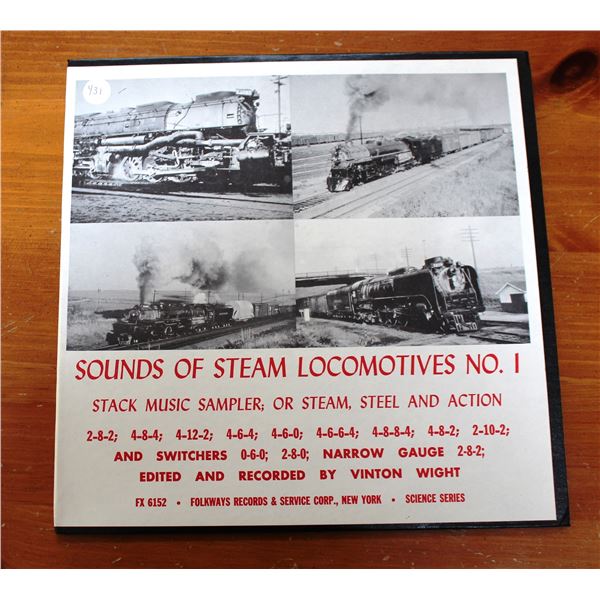 931
SOUNDS OF STEAM LOCOMOTIVES NO. 1
STACK MUSIC SAMPLER; OR STEAM, STEEL AND ACTION
2-8-2; 4-8-4; 4-12-2; 4-6-4; 4-6-0; 4-6-6-4; 4-8-8-4; 4-8-2; 2-10-2;
AND SWITCHERS 0-6-0; 2-8-0; NARROW GAUGE 2-8-2;
EDITED AND RECORDED BY VINTON WIGHT
FX 6152 • FOLKWAYS RECORDS & SERVICE CORP., NEW YORK • SCIENCE SERIES